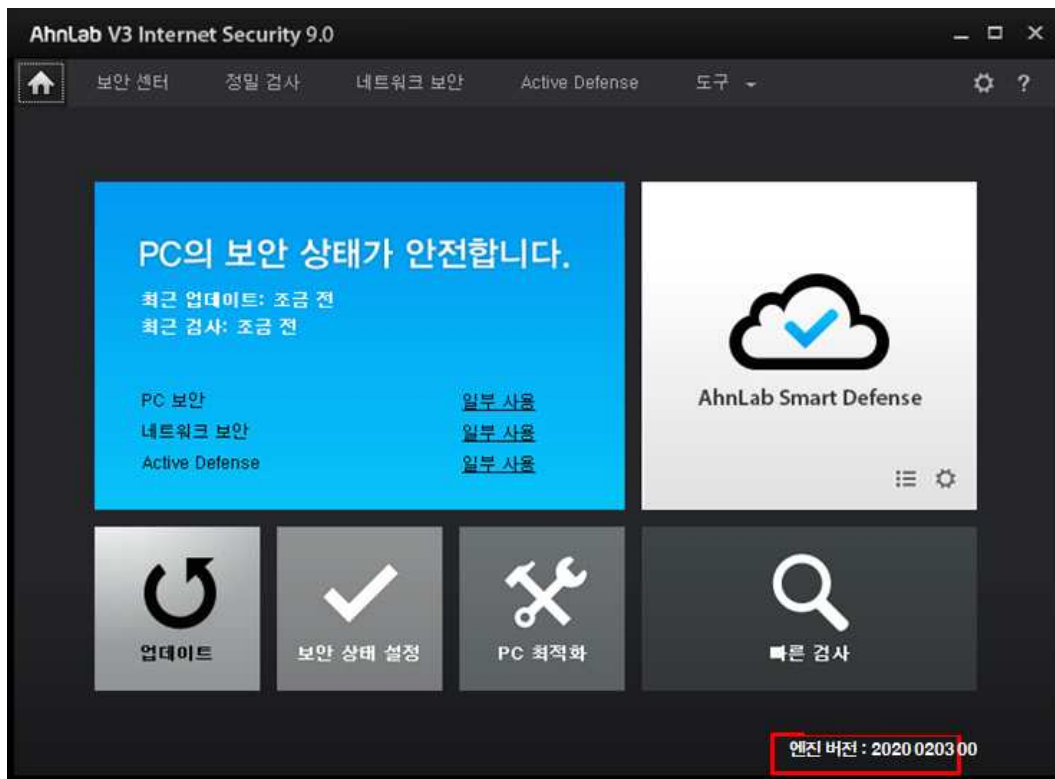 AhnLab V3 Internet Security 9.0
보안 센터 정밀 검사 네트워크 보안 Active Defense 도구
?
PC의 보안 상태가 안전합니다.
최근 업데이트: 조금 전
최근 검사: 조금 전
PC 보안 일부 사용
네트워크 보안 일부 사용
Active Defense 일부 사용
AhnLab Smart Defense
업데이트
보안 상태 설정
PC 최적화
빠른 검사
엔진 버전 : 2020 0203 00